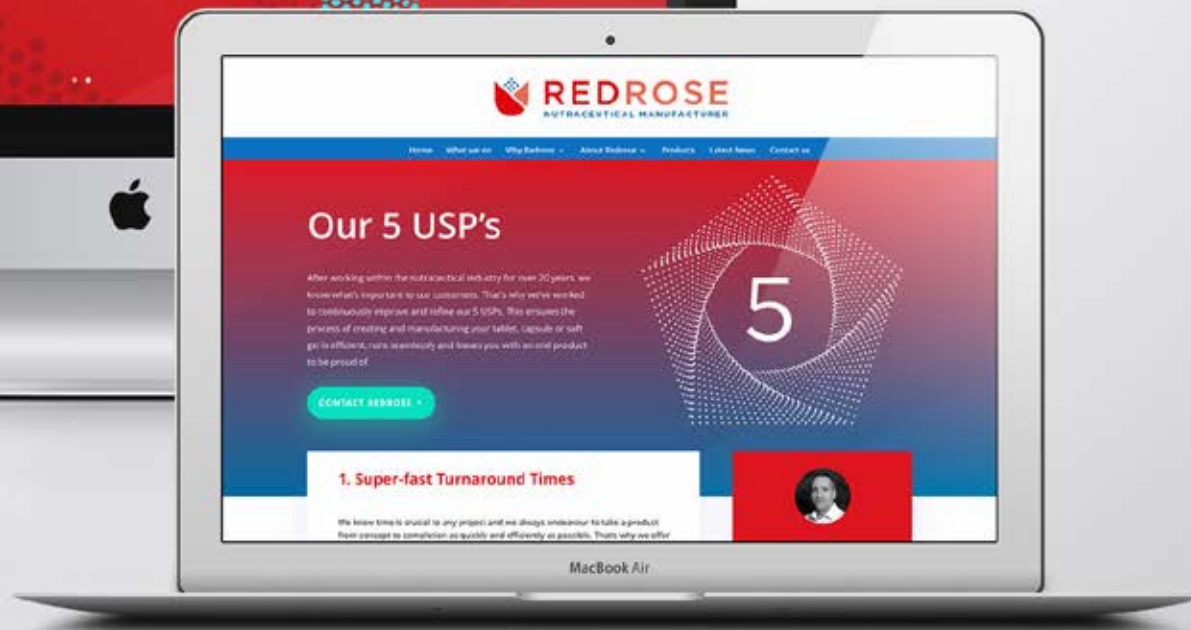 REDROSE
NUTRACEUTICAL MANUFACTURER
Home What we do Why Redrose About Redrose Products Latest News Contact us
Our 5 USP's
After working within the nutraceutical industry for over 20 years, we
know what's important to our customers. That's why we've worked
to continuously improve and refine our 5 USPs. This ensures the
process of creating and manufacturing your tablet, capsule or soft
gel is efficient, runs seamlessly and leaves you with an end product
to be proud of
5
CONTACT REDROSE
1. Super-fast Turnaround Times
We know time is crucial to any project and we always endeavour to take a product
from concept to completion as quickly and efficiently as possible. Thats why we offer
MacBook Air